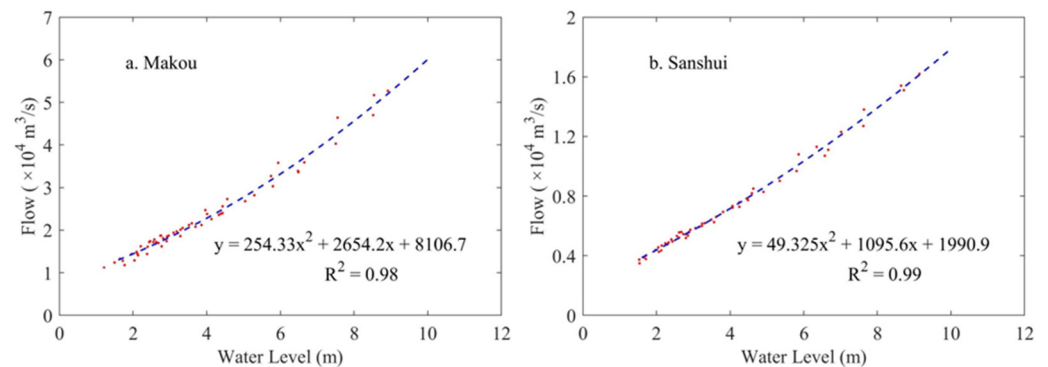 7
6
5
4
3
2
1
0
Flow ( ×10⁴ m³/s)
a. Makou
y = 254.33x² + 2654.2x + 8106.7
R² = 0.98
0 2 4 6 8 10 12
Water Level (m)
2
1.6
1.2
0.8
0.4
0
Flow ( ×10⁴ m³/s)
b. Sanshui
y = 49.325x² + 1095.6x + 1990.9
R² = 0.99
0 2 4 6 8 10 12
Water Level (m)